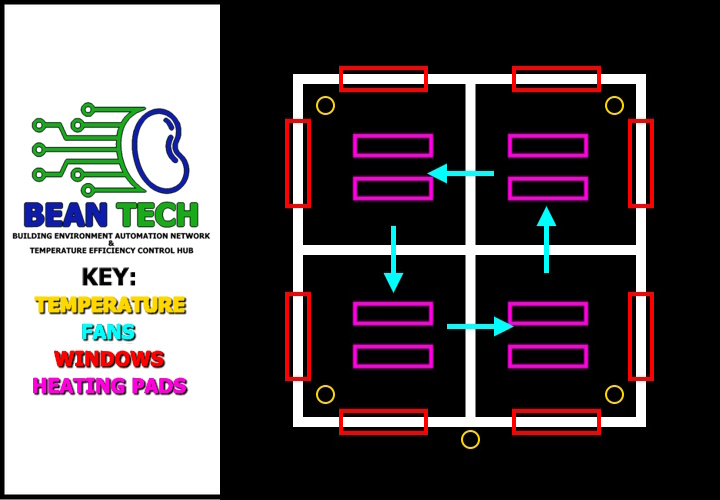 BEAN TECH
BUILDING ENVIRONMENT AUTOMATION NETWORK
&
TEMPERATURE EFFICIENCY CONTROL HUB
KEY:
TEMPERATURE
FANS
WINDOWS
HEATING PADS